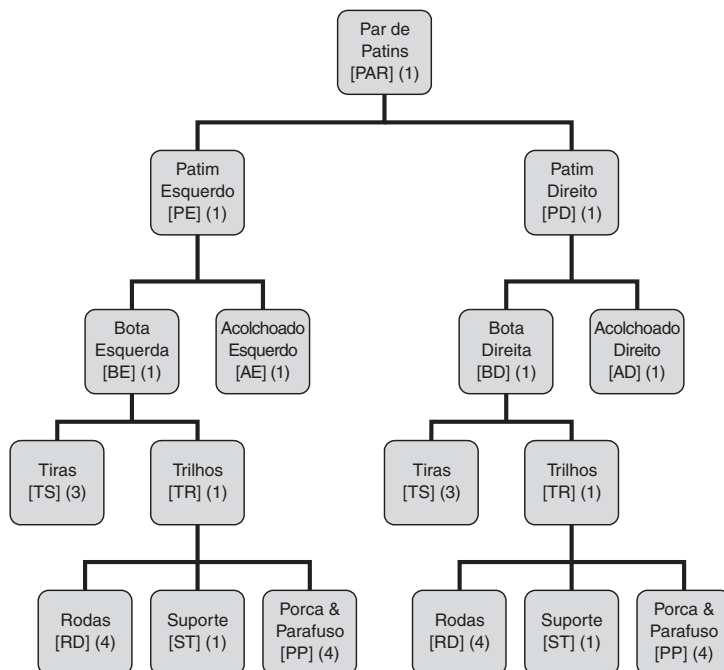 Par de
Patins
[PAR] (1)
Patim
Esquerdo
[PE] (1)
Patim
Direito
[PD] (1)
Bota
Esquerda
[BE] (1)
Acolchoado
Esquerdo
[AE] (1)
Bota
Direita
[BD] (1)
Acolchoado
Direito
[AD] (1)
Tiras
[TS] (3)
Trilhos
[TR] (1)
Tiras
[TS] (3)
Trilhos
[TR] (1)
Rodas
[RD] (4)
Suporte
[ST] (1)
Porca &
Parafuso
[PP] (4)
Rodas
[RD] (4)
Suporte
[ST] (1)
Porca &
Parafuso
[PP] (4)